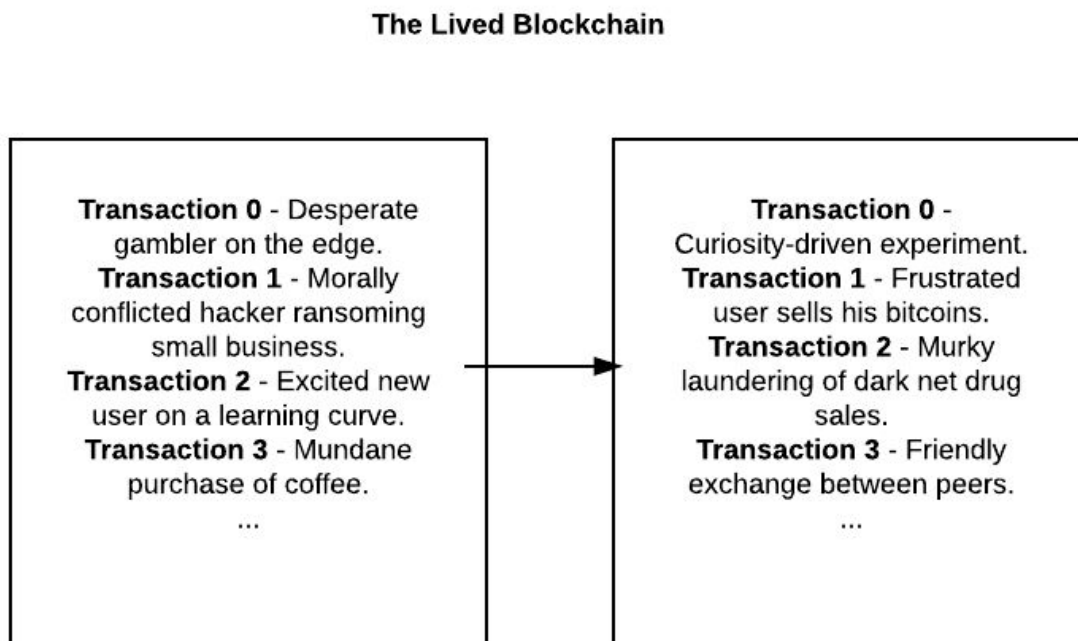 The Lived Blockchain
Transaction 0 - Desperate
gambler on the edge.
Transaction 1 - Morally
conflicted hacker ransoming
small business.
Transaction 2 - Excited new
user on a learning curve.
Transaction 3 - Mundane
purchase of coffee.
...
Transaction 0 -
Curiosity-driven experiment.
Transaction 1 - Frustrated
user sells his bitcoins.
Transaction 2 - Murky
laundering of dark net drug
sales.
Transaction 3 - Friendly
exchange between peers.
...